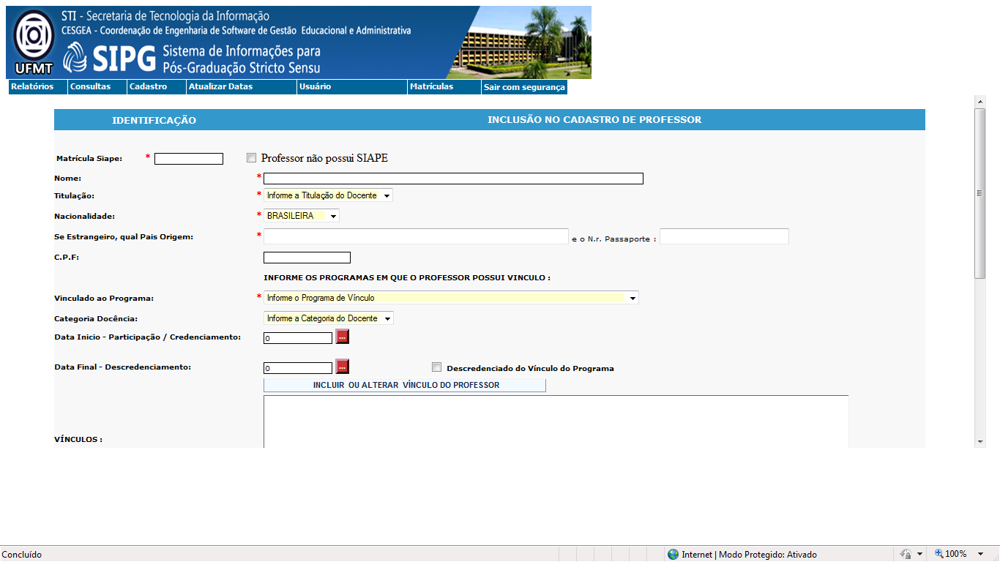 STI - Secretaria de Tecnologia da Informação
CESGEA - Coordenação de Engenharia de Software de Gestão Educacional e Administrativa
SIPG Sistema de Informações para
Pós-Graduação Stricto Sensu
UFMT
Relatórios Consultas Cadastro Atualizar Datas Usuário Matrículas Sair com segurança
IDENTIFICAÇÃO INCLUSÃO NO CADASTRO DE PROFESSOR
Matrícula Siape: * Professor não possui SIAPE
Nome: *
Titulação: * Informe a Titulação do Docente
Nacionalidade: * BRASILEIRA
Se Estrangeiro, qual Pais Origem: * e o N.r. Passaporte :
C.P.F:
INFORME OS PROGRAMAS EM QUE O PROFESSOR POSSUI VINCULO :
Vinculado ao Programa: * Informe o Programa de Vínculo
Categoria Docência: Informe a Categoria do Docente
Data Inicio - Participação / Credenciamento: 0 ...
Data Final - Descredenciamento: 0 ... Descredenciado do Vínculo do Programa
INCLUIR OU ALTERAR VÍNCULO DO PROFESSOR
VÍNCULOS :
Concluído Internet | Modo Protegido: Ativado 100%